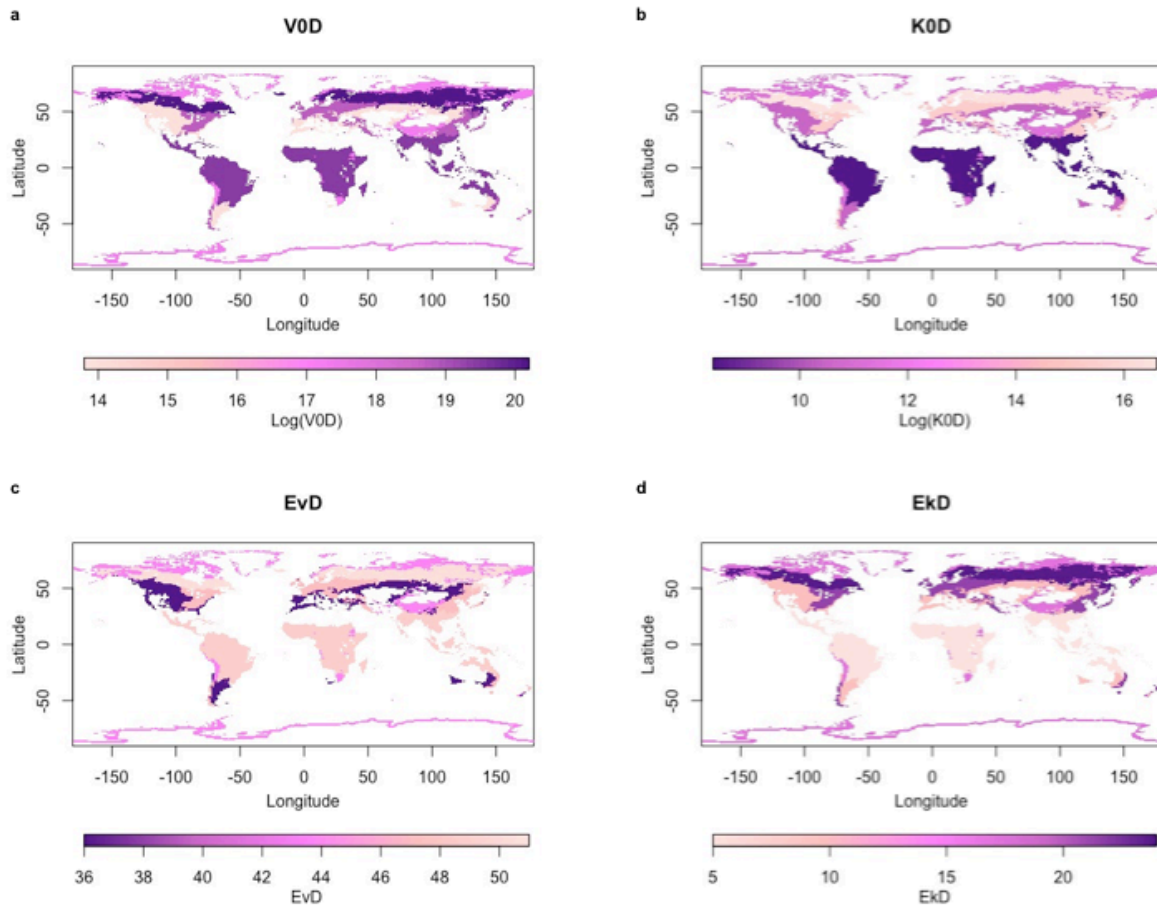 a
V0D
50
0
-50
Latitude
-150 -100 -50 0 50 100 150
Longitude
14 15 16 17 18 19 20
Log(V0D)
b
K0D
50
0
-50
Latitude
-150 -100 -50 0 50 100 150
Longitude
10 12 14 16
Log(K0D)
c
EvD
50
0
-50
Latitude
-150 -100 -50 0 50 100 150
Longitude
36 38 40 42 44 46 48 50
EvD
d
EkD
50
0
-50
Latitude
-150 -100 -50 0 50 100 150
Longitude
5 10 15 20
EkD